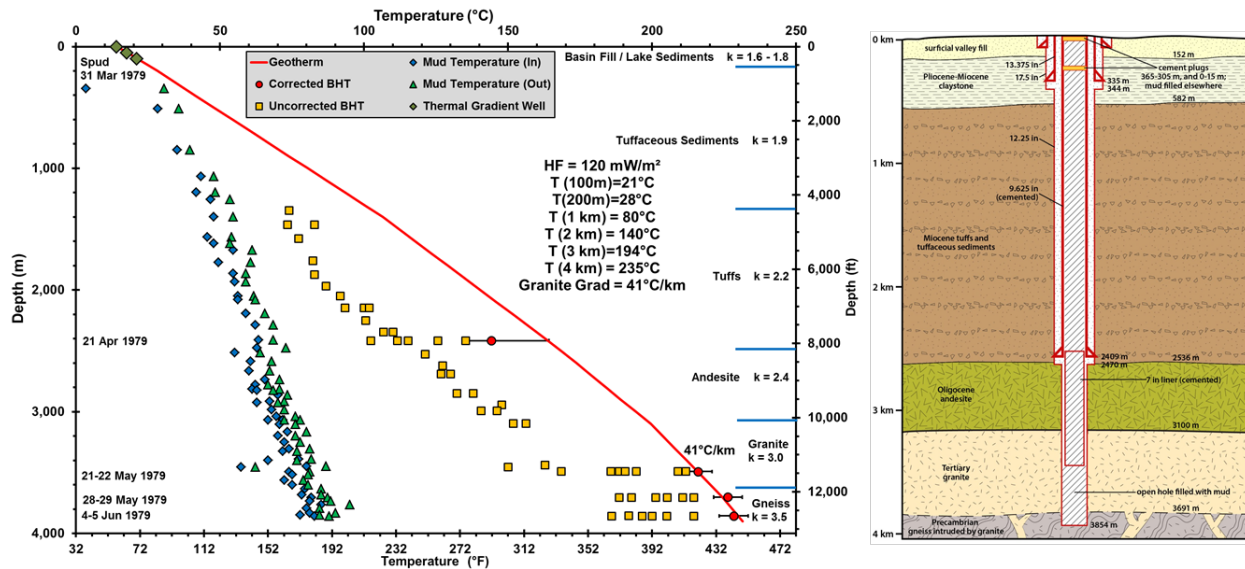 Temperature (°C)
0 50 100 150 200 250
Spud
31 Mar 1979
Geotherm
Corrected BHT
Uncorrected BHT
Mud Temperature (In)
Mud Temperature (Out)
Thermal Gradient Well
Basin Fill / Lake Sediments k = 1.6 - 1.8
Tuffaceous Sediments k = 1.9
HF = 120 mW/m²
T (100m)=21°C
T(200m)=28°C
T (1 km) = 80°C
T (2 km) = 140°C
T (3 km)=194°C
T (4 km) = 235°C
Granite Grad = 41°C/km
Tuffs k = 2.2
21 Apr 1979
Andesite k = 2.4
41°C/km
Granite
k = 3.0
21-22 May 1979
28-29 May 1979
4-5 Jun 1979
Gneiss
k = 3.5
Depth (m)
0
1,000
2,000
3,000
4,000
Depth (ft)
0
2,000
4,000
6,000
8,000
10,000
12,000
32 72 112 152 192 232 272 312 352 392 432 472
Temperature (°F)
0 km
1 km
2 km
3 km
4 km
surficial valley fill
152 m
13.375 in
17.5 in
cement plugs
365-305 m, and 0-15 m;
mud filled elsewhere
Pliocene-Miocene
claystone
335 m
344 m
582 m
12.25 in
9.625 in
(cemented)
Miocene tuffs and
tuffaceous sediments
2409 m
2470 m
2536 m
7 in liner (cemented)
Oligocene
andesite
3100 m
Tertiary
granite
open hole filled with mud
3691 m
Precambrian
gneiss intruded by granite
3854 m